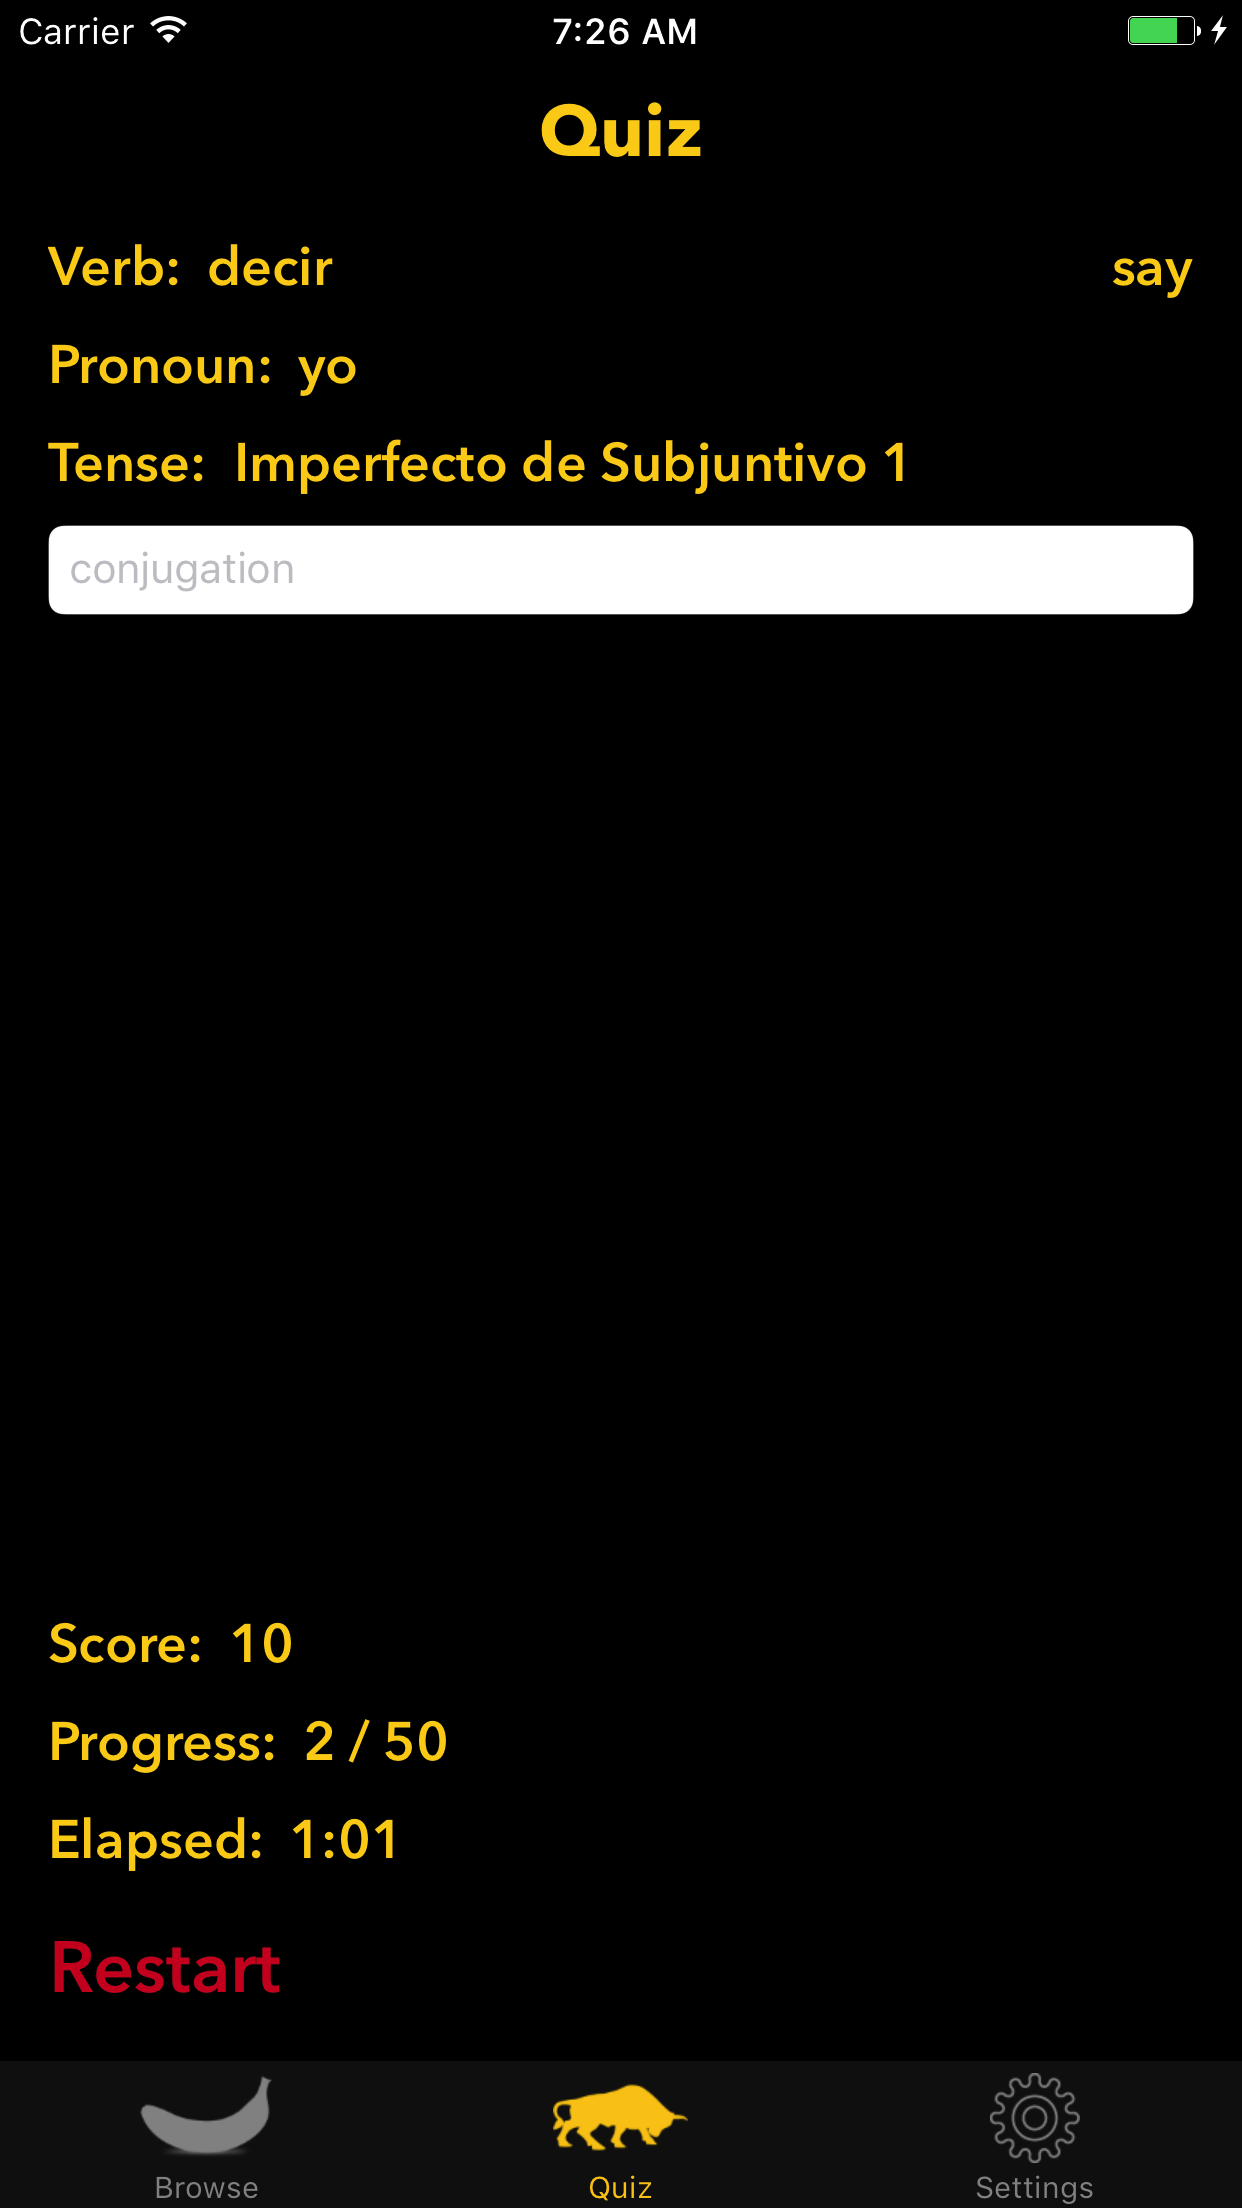 Carrier 7:26 AM
Quiz
Verb: decir say
Pronoun: yo
Tense: Imperfecto de Subjuntivo 1
conjugation
Score: 10
Progress: 2 / 50
Elapsed: 1:01
Restart
Browse Quiz Settings